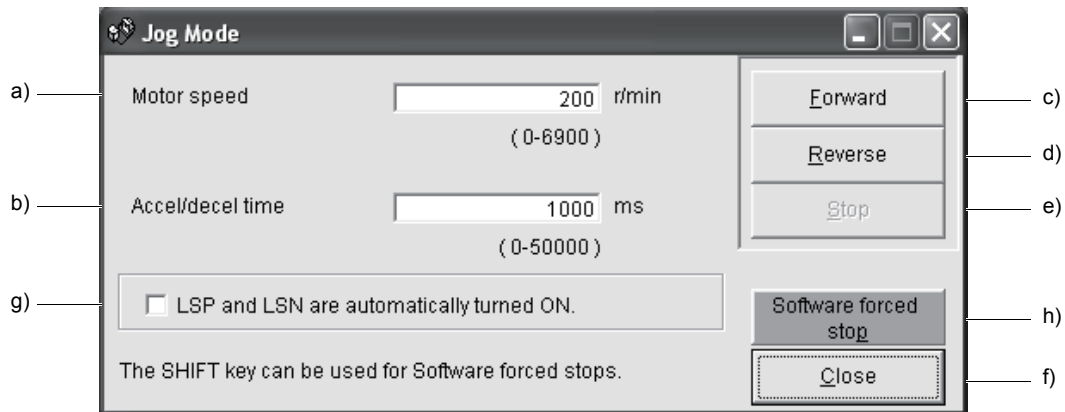 Jog Mode
a) Motor speed 200 r/min Forward c)
( 0-6900 )
Reverse d)
b) Accel/decel time 1000 ms Stop e)
( 0-50000 )
g) LSP and LSN are automatically turned ON. Software forced h)
stop
The SHIFT key can be used for Software forced stops. Close f)